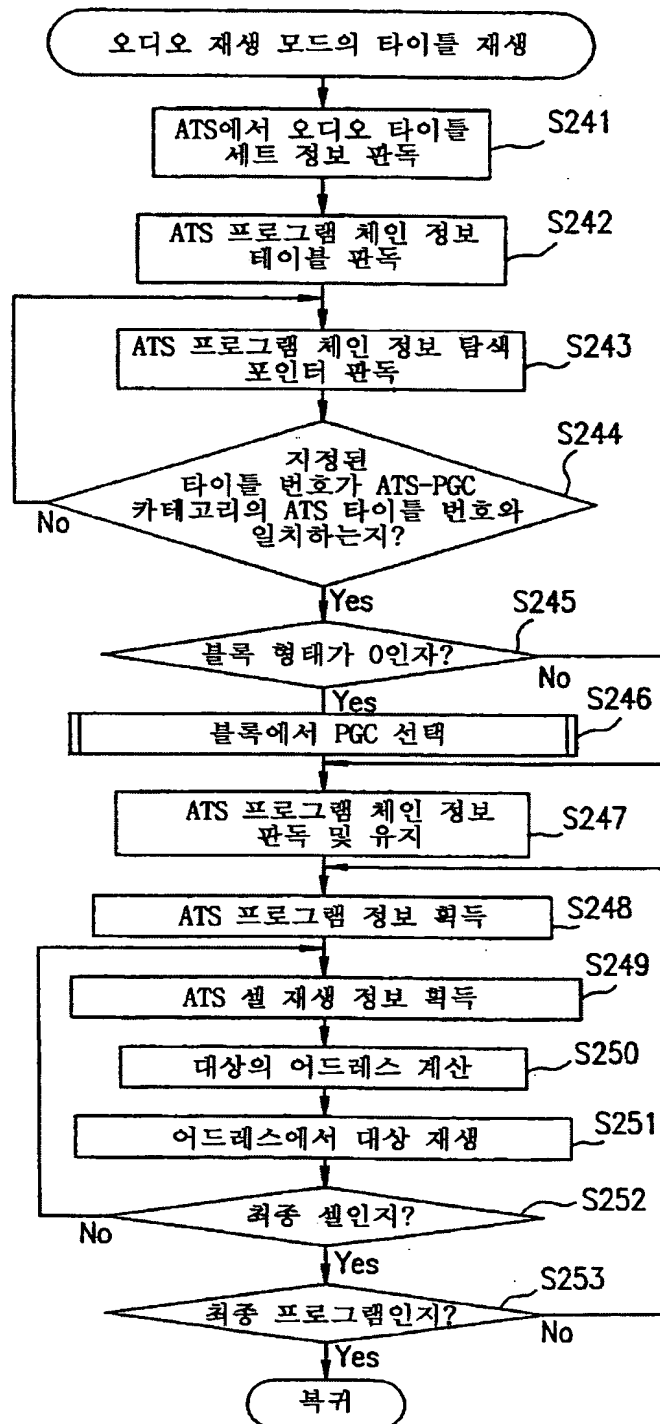 오디오 재생 모드의 타이틀 재생
ATS에서 오디오 타이틀
세트 정보 판독
S241
ATS 프로그램 체인 정보
테이블 판독
S242
ATS 프로그램 체인 정보 탐색
포인터 판독
S243
지정된
타이틀 번호가 ATS-PGC
카테고리의 ATS 타이틀 번호와
일치하는지?
S244
No
Yes
블록 형태가 0인자?
S245
No
Yes
블록에서 PGC 선택
S246
ATS 프로그램 체인 정보
판독 및 유지
S247
ATS 프로그램 정보 획득
S248
ATS 셀 재생 정보 획득
S249
대상의 어드레스 계산
S250
어드레스에서 대상 재생
S251
최종 셀인지?
S252
No
Yes
최종 프로그램인지?
S253
No
Yes
복귀